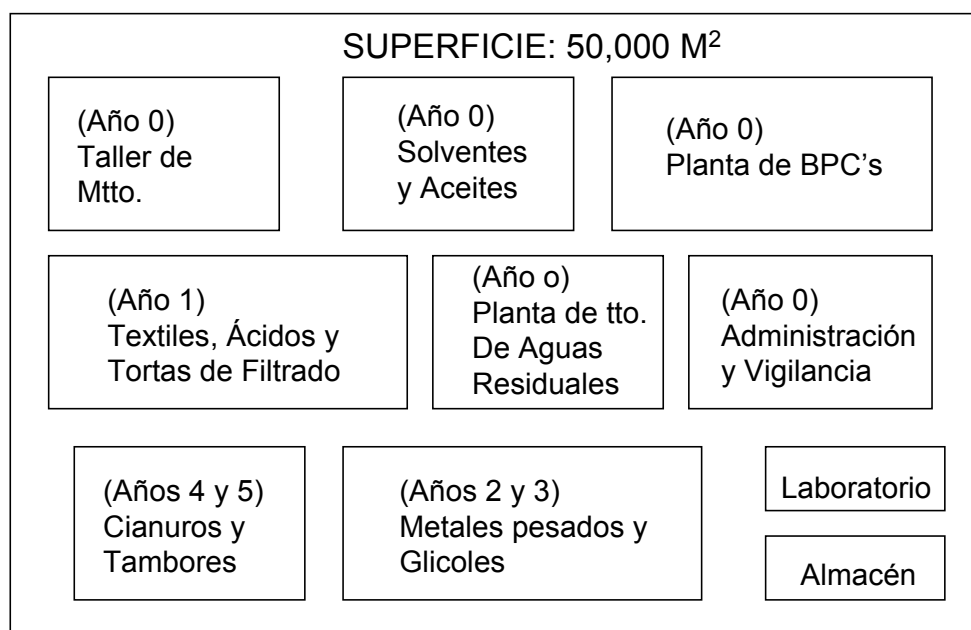 SUPERFICIE: 50,000 M²
(Año 0)
Taller de
Mtto.
(Año 0)
Solventes
y Aceites
(Año 0)
Planta de BPC’s
(Año 1)
Textiles, Ácidos y
Tortas de Filtrado
(Año o)
Planta de tto.
De Aguas
Residuales
(Año 0)
Administración
y Vigilancia
(Años 4 y 5)
Cianuros y
Tambores
(Años 2 y 3)
Metales pesados y
Glicoles
Laboratorio
Almacén